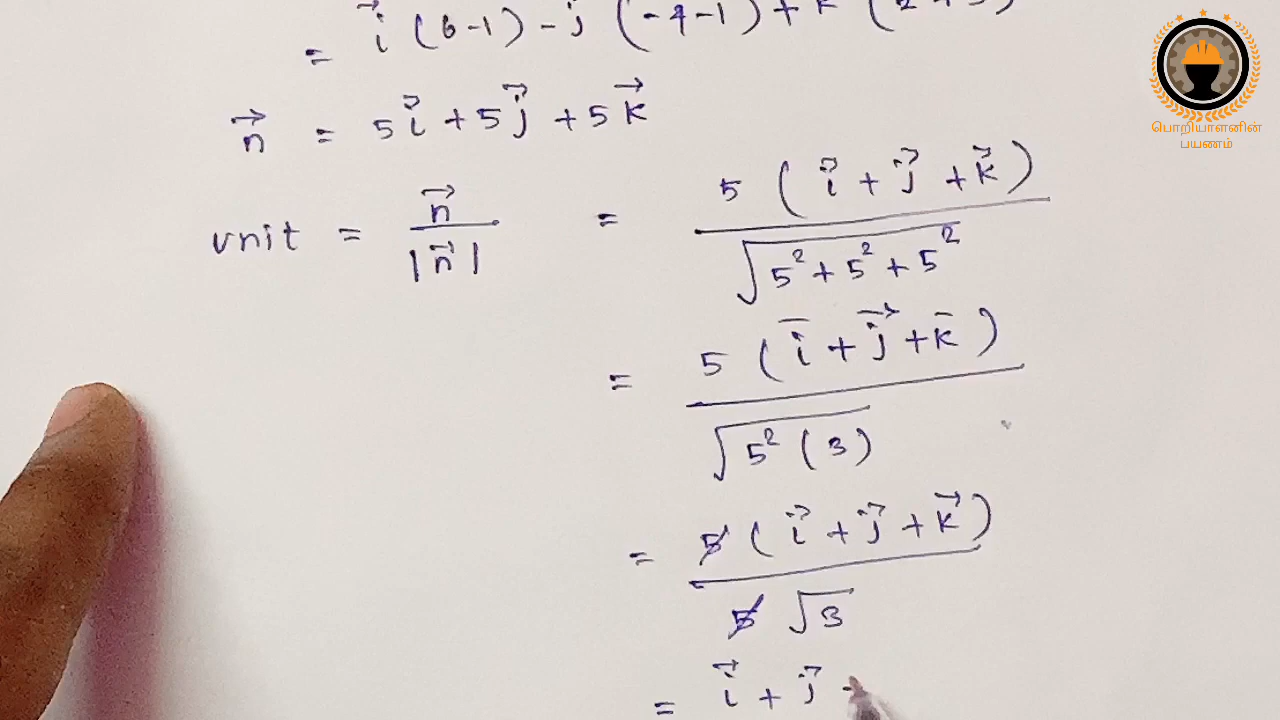 = i⃗ (6-1) - j⃗ (-4-1) + k
n⃗ = 5i⃗ + 5j⃗ + 5k⃗
unit = n⃗ / |n⃗| = 5 (i⃗ + j⃗ + k⃗) / √(5² + 5² + 5²)
= 5 (i̅ + j⃗ + k̅) / √(5² (3))
= 5 (i⃗ + j⃗ + k⃗) / 5 √3
= i⃗ + j⃗
பொறியாளனின்
பயணம்